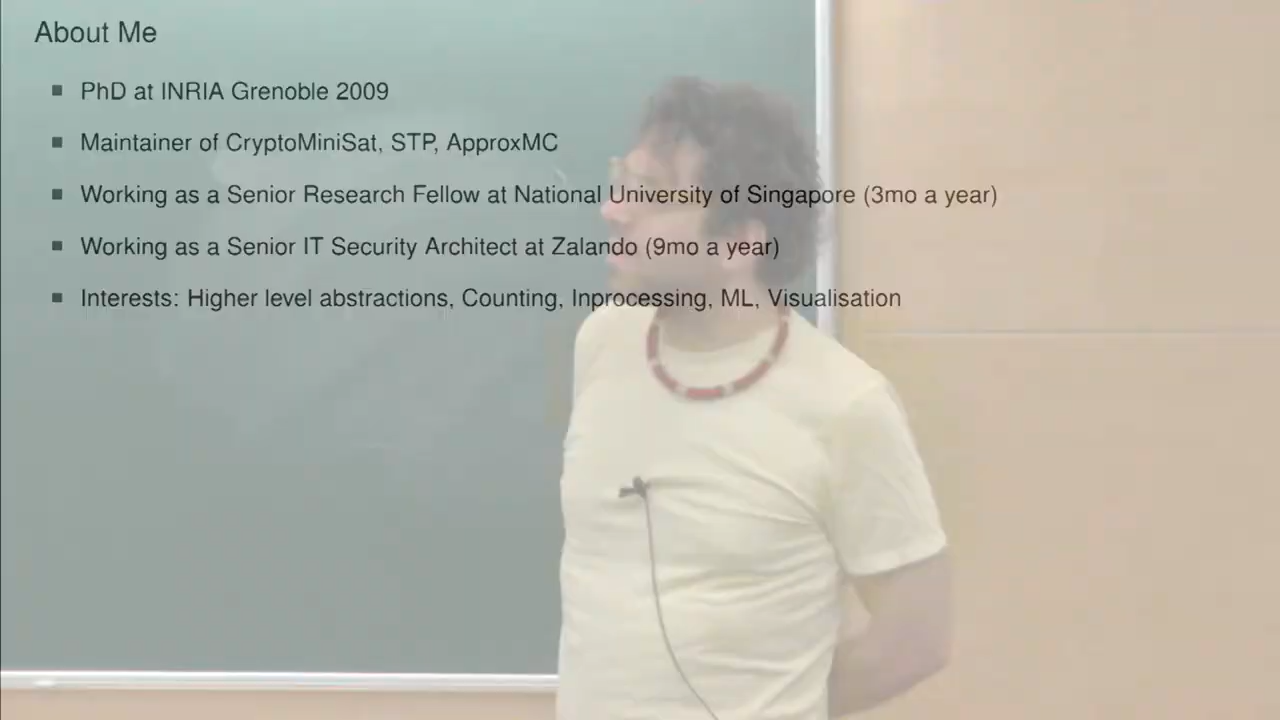 About Me
PhD at INRIA Grenoble 2009
Maintainer of CryptoMiniSat, STP, ApproxMC
Working as a Senior Research Fellow at National University of Singapore (3mo a year)
Working as a Senior IT Security Architect at Zalando (9mo a year)
Interests: Higher level abstractions, Counting, Inprocessing, ML, Visualisation